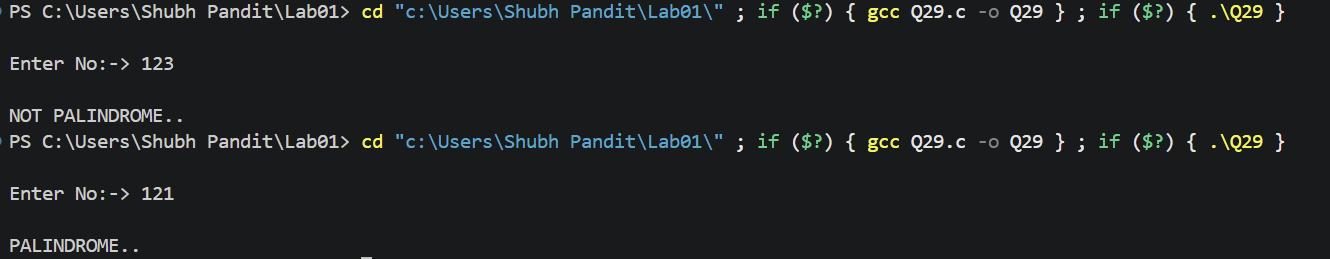 PS C:\Users\Shubh Pandit\Lab01> cd "c:\Users\Shubh Pandit\Lab01\" ; if ($?) { gcc Q29.c -o Q29 } ; if ($?) { .\Q29 }
Enter No:-> 123
NOT PALINDROME..
PS C:\Users\Shubh Pandit\Lab01> cd "c:\Users\Shubh Pandit\Lab01\" ; if ($?) { gcc Q29.c -o Q29 } ; if ($?) { .\Q29 }
Enter No:-> 121
PALINDROME..